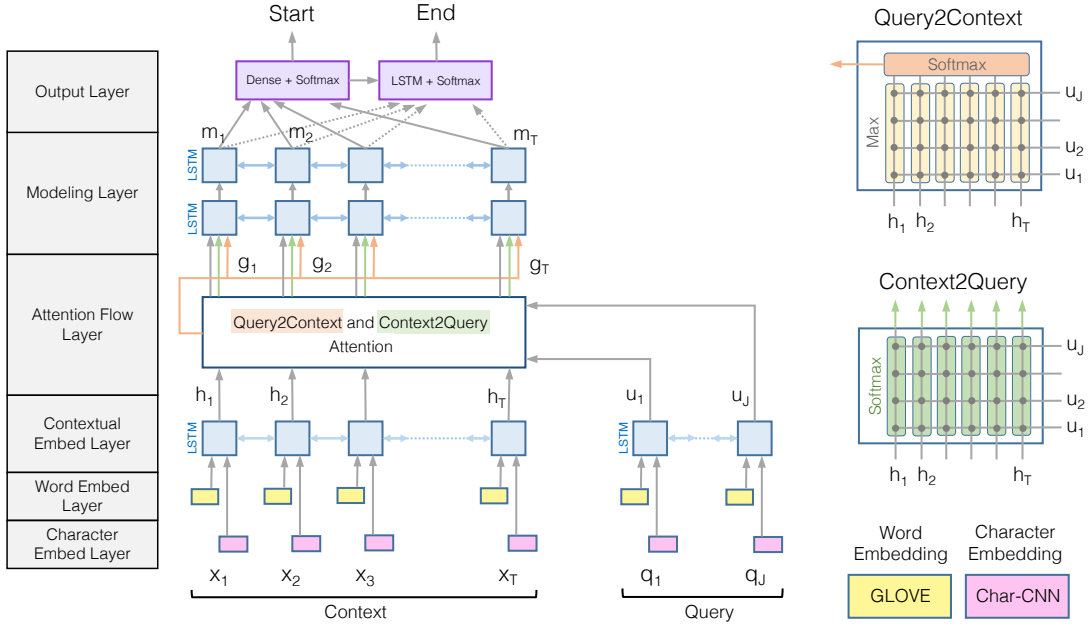 Start End
Output Layer
Dense + Softmax
LSTM + Softmax
m1 m2 mT
LSTM
Modeling Layer
LSTM
g1 g2 gT
Attention Flow
Layer
Query2Context and Context2Query
Attention
h1 h2 hT u1 uJ
Contextual
Embed Layer
LSTM
LSTM
Word Embed
Layer
Character
Embed Layer
x1 x2 x3 xT q1 qJ
Context Query
Query2Context
Softmax
Max
uJ
u2
u1
h1 h2 hT
Context2Query
Softmax
uJ
u2
u1
h1 h2 hT
Word
Embedding
Character
Embedding
GLOVE
Char-CNN